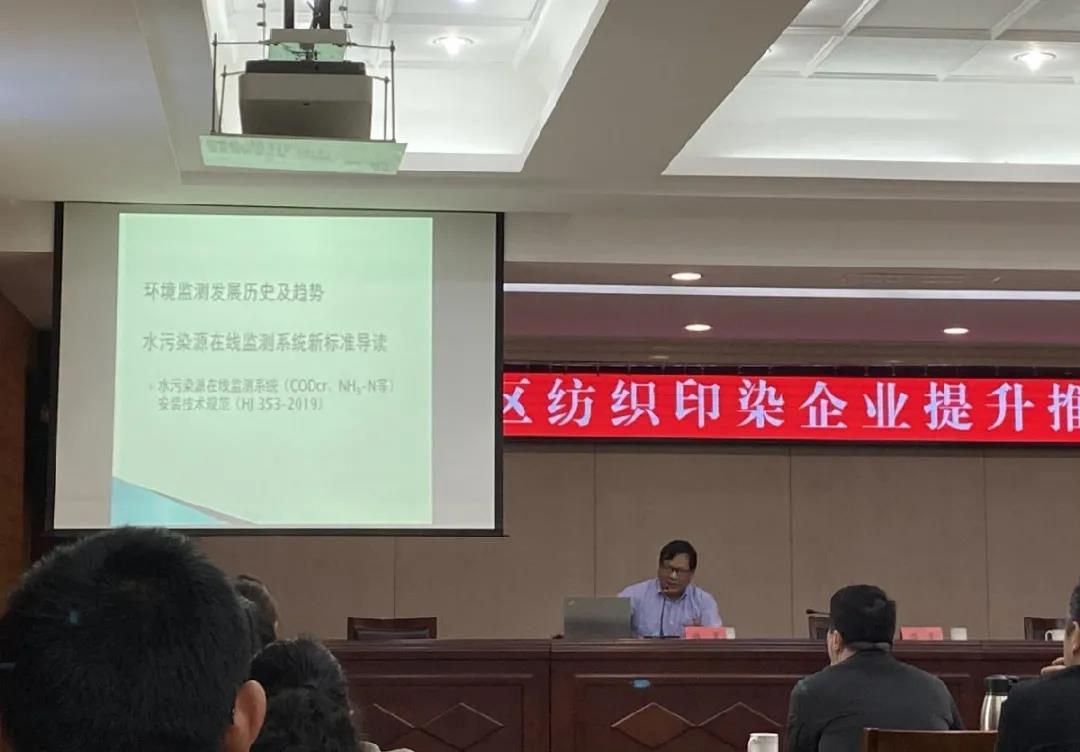 环境监测发展历史及趋势
水污染源在线监测系统新标准导读
水污染源在线监测系统（CODcr、NH₃-N等）
安装技术规范（HJ 353-2019）
区纺织印染企业提升推